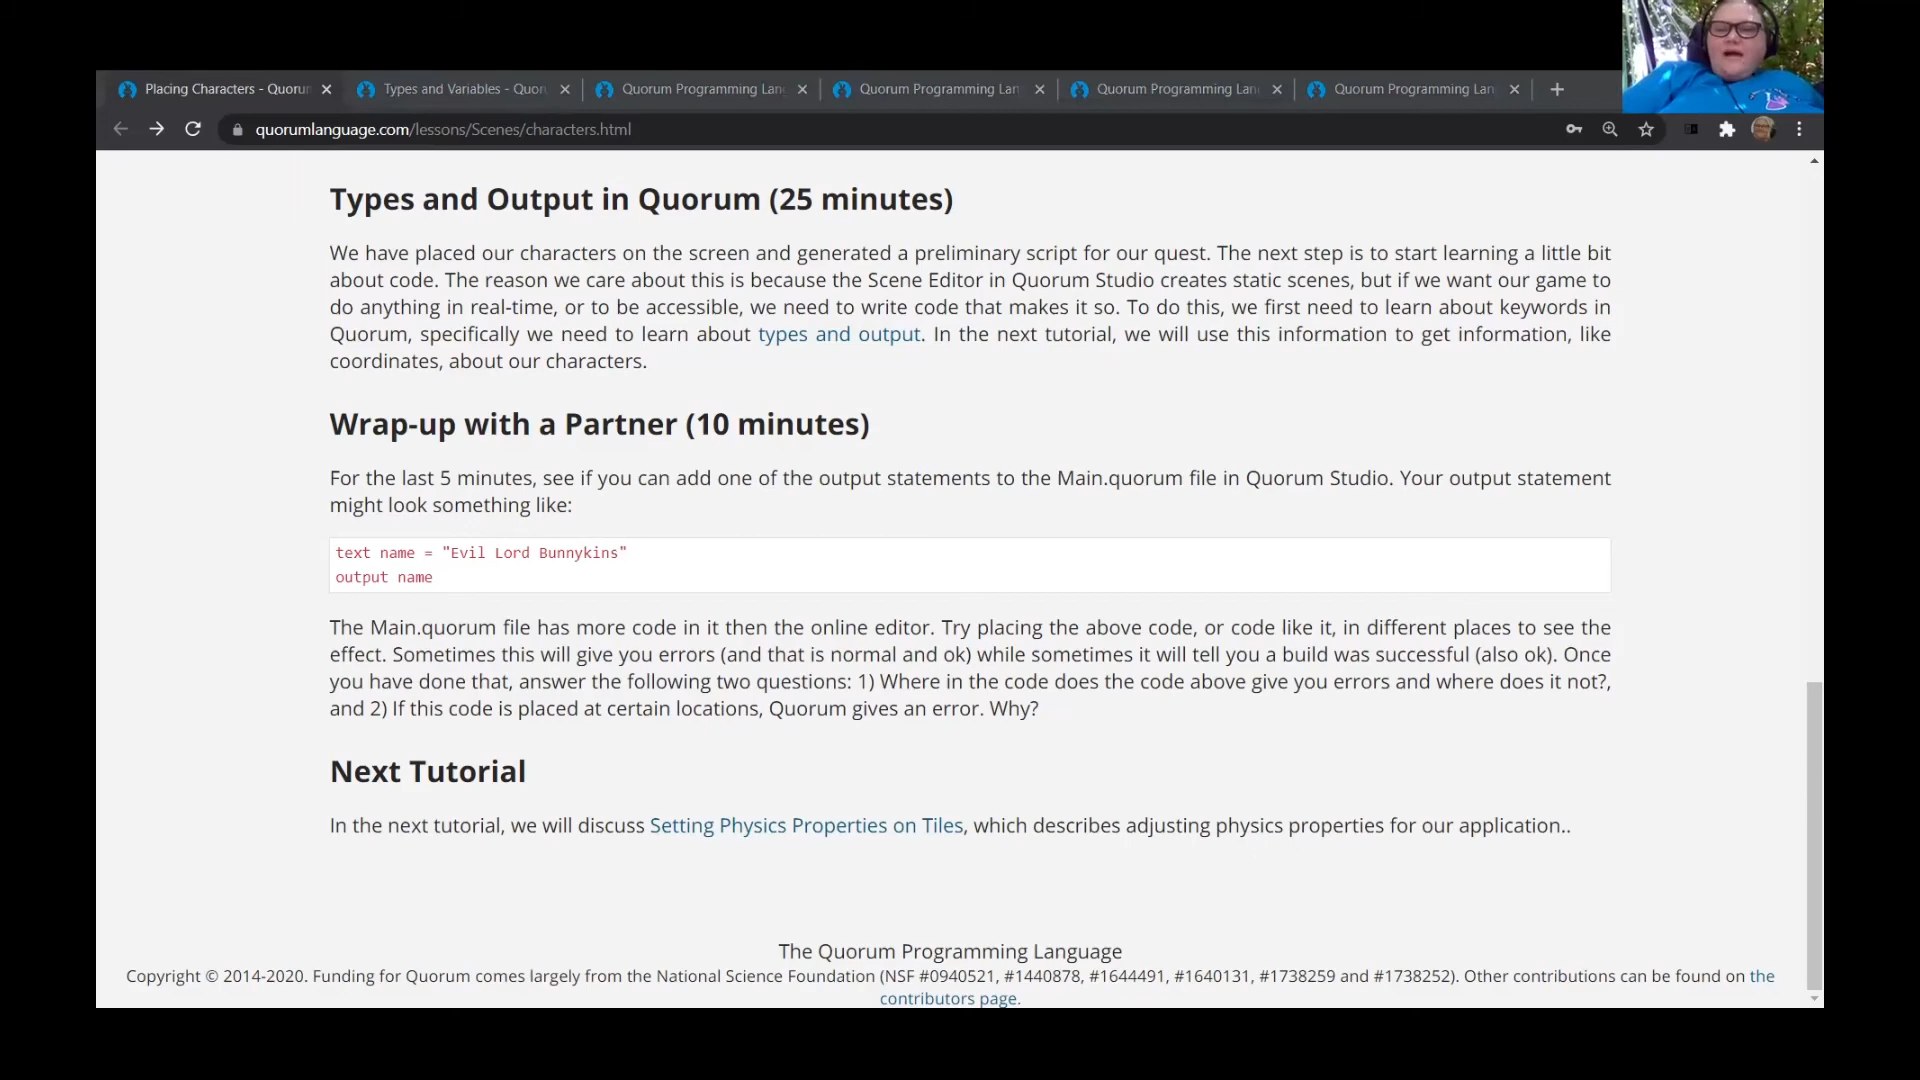 Placing Characters - Quorum
Types and Variables - Quor
Quorum Programming Lan
Quorum Programming Lan
Quorum Programming Lan
Quorum Programming Lan
quorumlanguage.com/lessons/Scenes/characters.html
Types and Output in Quorum (25 minutes)
We have placed our characters on the screen and generated a preliminary script for our quest. The next step is to start learning a little bit
about code. The reason we care about this is because the Scene Editor in Quorum Studio creates static scenes, but if we want our game to
do anything in real-time, or to be accessible, we need to write code that makes it so. To do this, we first need to learn about keywords in
Quorum, specifically we need to learn about types and output. In the next tutorial, we will use this information to get information, like
coordinates, about our characters.
Wrap-up with a Partner (10 minutes)
For the last 5 minutes, see if you can add one of the output statements to the Main.quorum file in Quorum Studio. Your output statement
might look something like:
text name = "Evil Lord Bunnykins"
output name
The Main.quorum file has more code in it then the online editor. Try placing the above code, or code like it, in different places to see the
effect. Sometimes this will give you errors (and that is normal and ok) while sometimes it will tell you a build was successful (also ok). Once
you have done that, answer the following two questions: 1) Where in the code does the code above give you errors and where does it not?,
and 2) If this code is placed at certain locations, Quorum gives an error. Why?
Next Tutorial
In the next tutorial, we will discuss Setting Physics Properties on Tiles, which describes adjusting physics properties for our application..
The Quorum Programming Language
Copyright © 2014-2020. Funding for Quorum comes largely from the National Science Foundation (NSF #0940521, #1440878, #1644491, #1640131, #1738259 and #1738252). Other contributions can be found on the
contributors page.